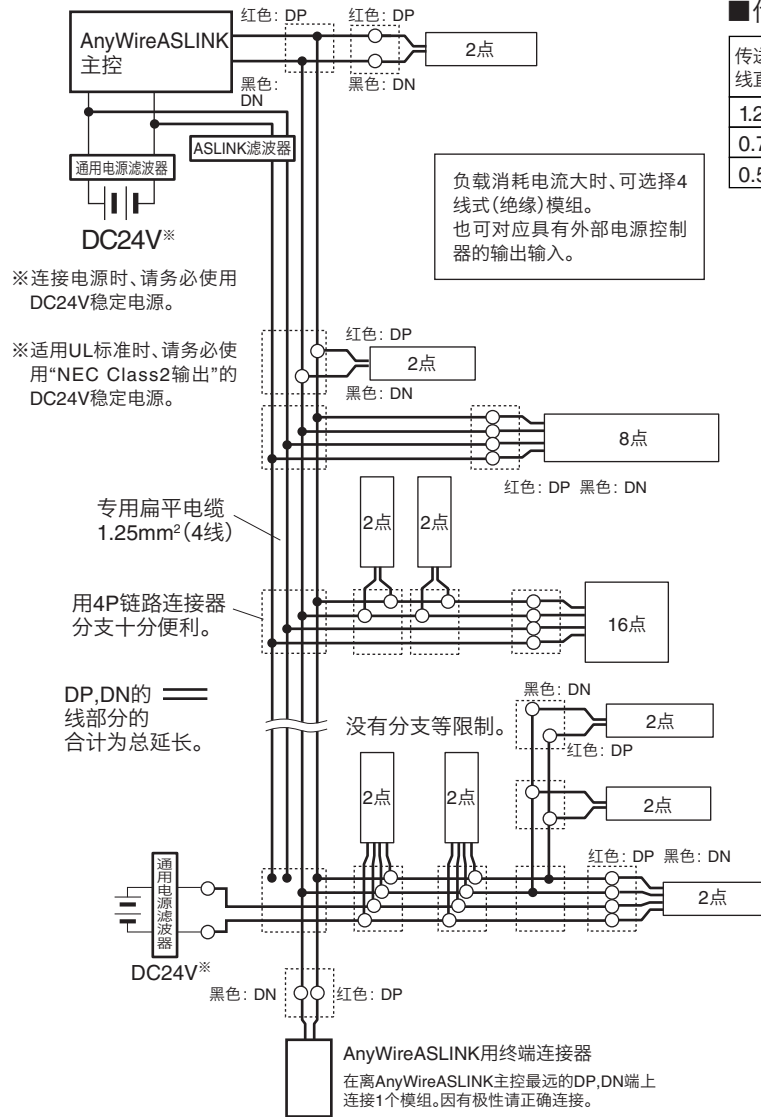 红色: DP
红色: DP
AnyWireASLINK
主控
2点
黑色:
DN
黑色: DN
ASLINK滤波器
通用电源滤波器
DC24V※
※连接电源时、请务必使用
DC24V稳定电源。
※适用UL标准时、请务必使
用“NEC Class2输出”的
DC24V稳定电源。
负载消耗电流大时、可选择4
线式(绝缘)模组。
也可对应具有外部电源控制
器的输出输入。
红色: DP
2点
黑色: DN
8点
红色: DP 黑色: DN
专用扁平电缆
1.25mm²(4线)
2点
2点
用4P链路连接器
分支十分便利。
16点
DP,DN的
线部分的
合计为总延长。
没有分支等限制。
黑色: DN
2点
红色: DP
2点
2点
2点
红色: DP 黑色: DN
2点
通用电源滤波器
DC24V※
黑色: DN
红色: DP
AnyWireASLINK用终端连接器
在离AnyWireASLINK主控最远的DP,DN端上
连接1个模组。因有极性请正确连接。
■传
传送
线直
1.2
0.7
0.5